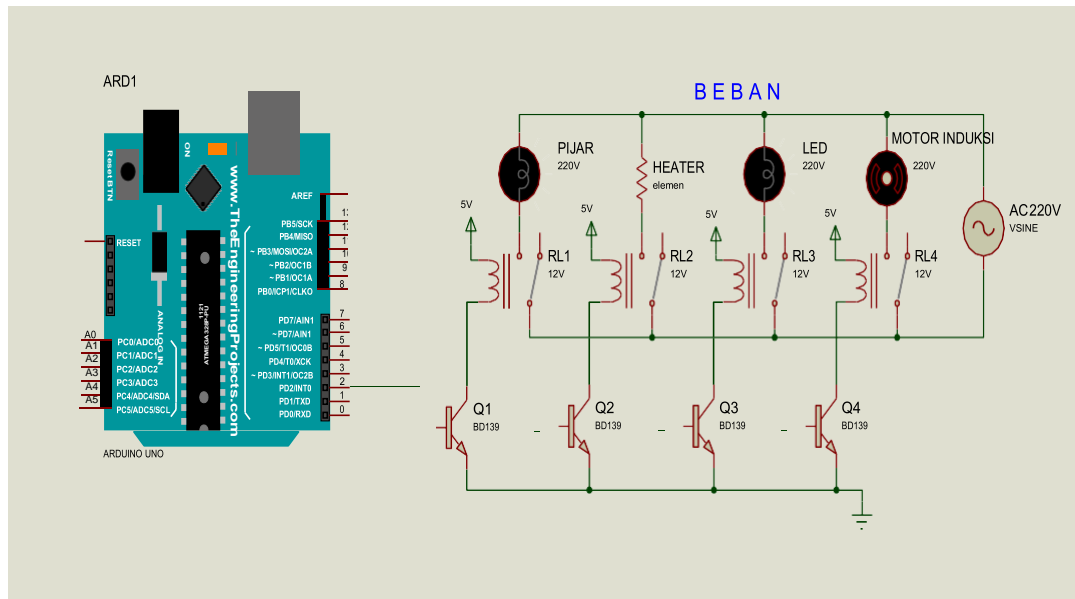 ARD1
ON
Reset BTN
www.TheEngineeringProjects.com
AREF
RESET
PB5/SCK
PB4/MISO
~ PB3/MOSI/OC2A
~ PB2/OC1B
~ PB1/OC1A
PB0/ICP1/CLKO
11
9
8
ATMEGA328P-PU
1121
ANALOG IN
PD7/AIN1 7
~ PD7/AIN1 6
~ PD5/T1/OC0B 5
PD4/T0/XCK 4
~ PD3/INT1/OC2B 3
PD2/INT0 2
PD1/TXD 1
PD0/RXD 0
A0 PC0/ADC0
A1 PC1/ADC1
A2 PC2/ADC2
A3 PC3/ADC3
A4 PC4/ADC4/SDA
A5 PC5/ADC5/SCL
ARDUINO UNO
BEBAN
PIJAR
220V
HEATER
elemen
LED
220V
MOTOR INDUKSI
220V
AC 220V
VSINE
5V
5V
5V
5V
RL1
12V
RL2
12V
RL3
12V
RL4
12V
Q1
BD139
Q2
BD139
Q3
BD139
Q4
BD139